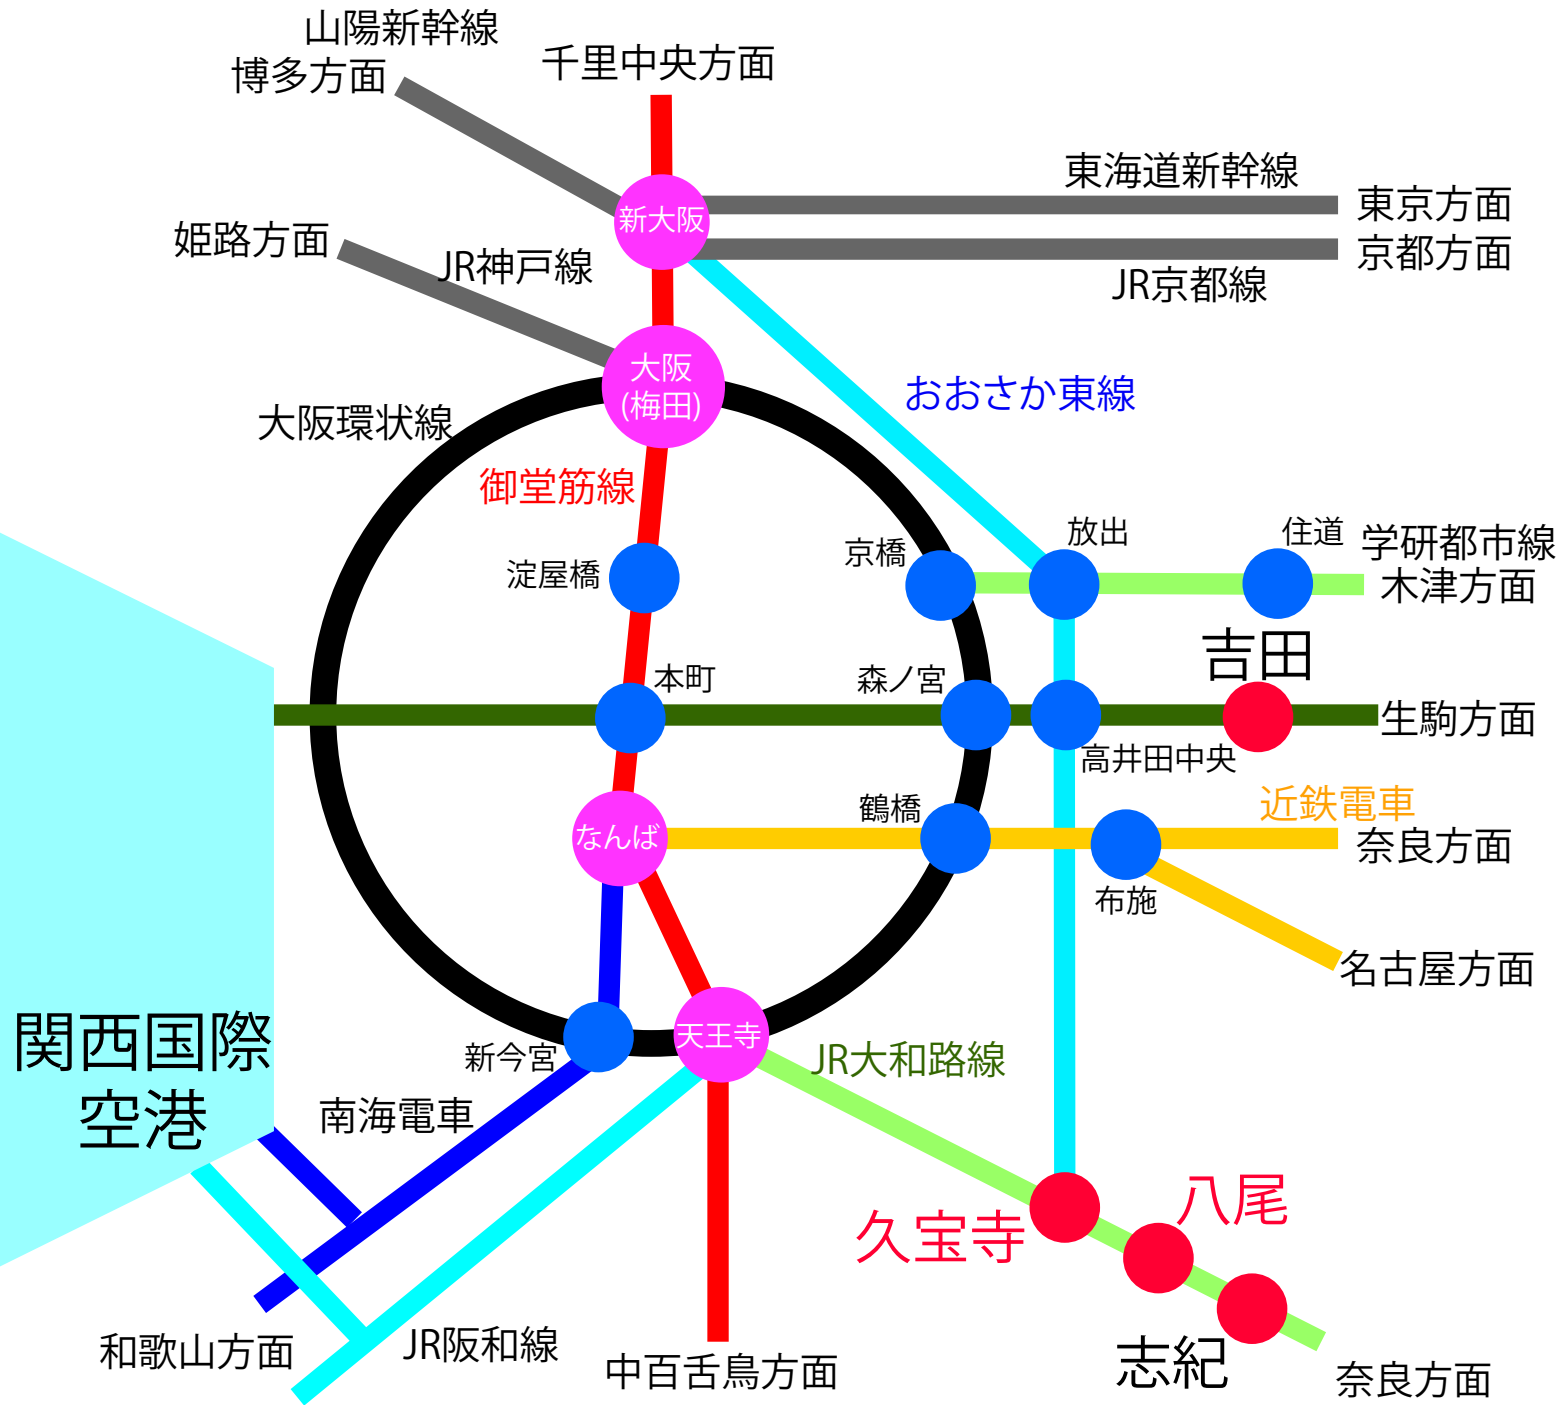 山陽新幹線
博多方面
千里中央方面
東海道新幹線
東京方面
新大阪
姫路方面
JR神戸線
京都方面
JR京都線
大阪
(梅田)
おおさか東線
大阪環状線
御堂筋線
淀屋橋
京橋
放出
住道
学研都市線
木津方面
吉田
本町
森ノ宮
生駒方面
高井田中央
なんば
鶴橋
近鉄電車
奈良方面
布施
名古屋方面
関西国際
空港
新今宮
天王寺
JR大和路線
南海電車
久宝寺
八尾
和歌山方面
JR阪和線
中百舌鳥方面
志紀
奈良方面